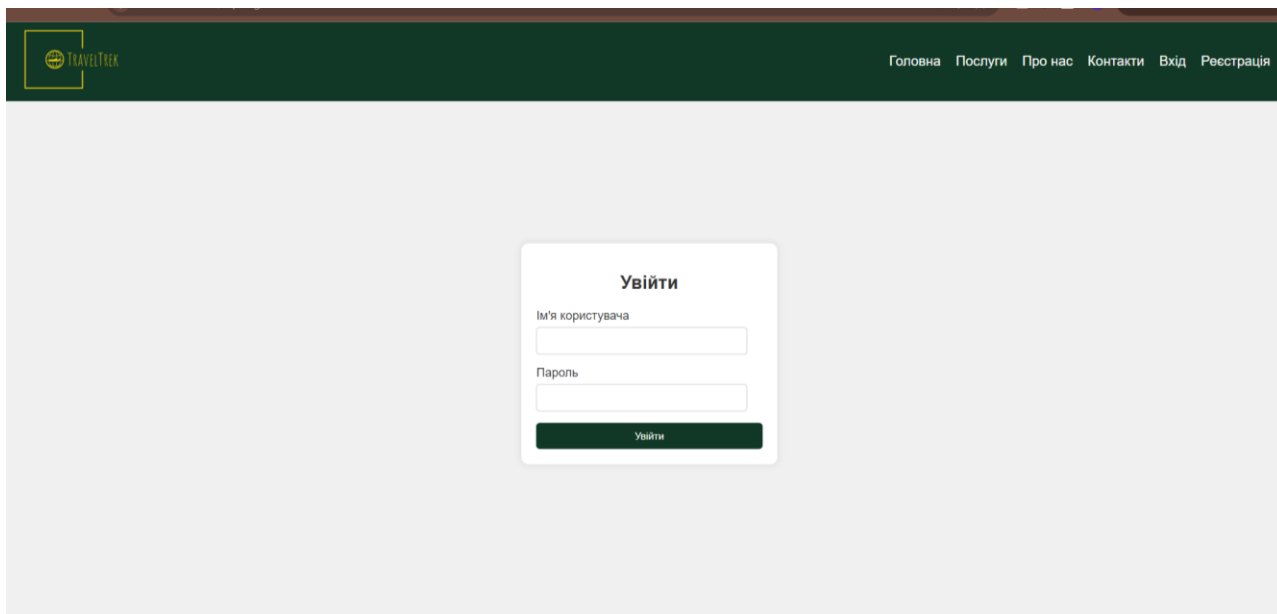 TravelTrek
Головна Послуги Про нас Контакти Вхід Реєстрація
Увійти
Ім'я користувача
Пароль
Увійти